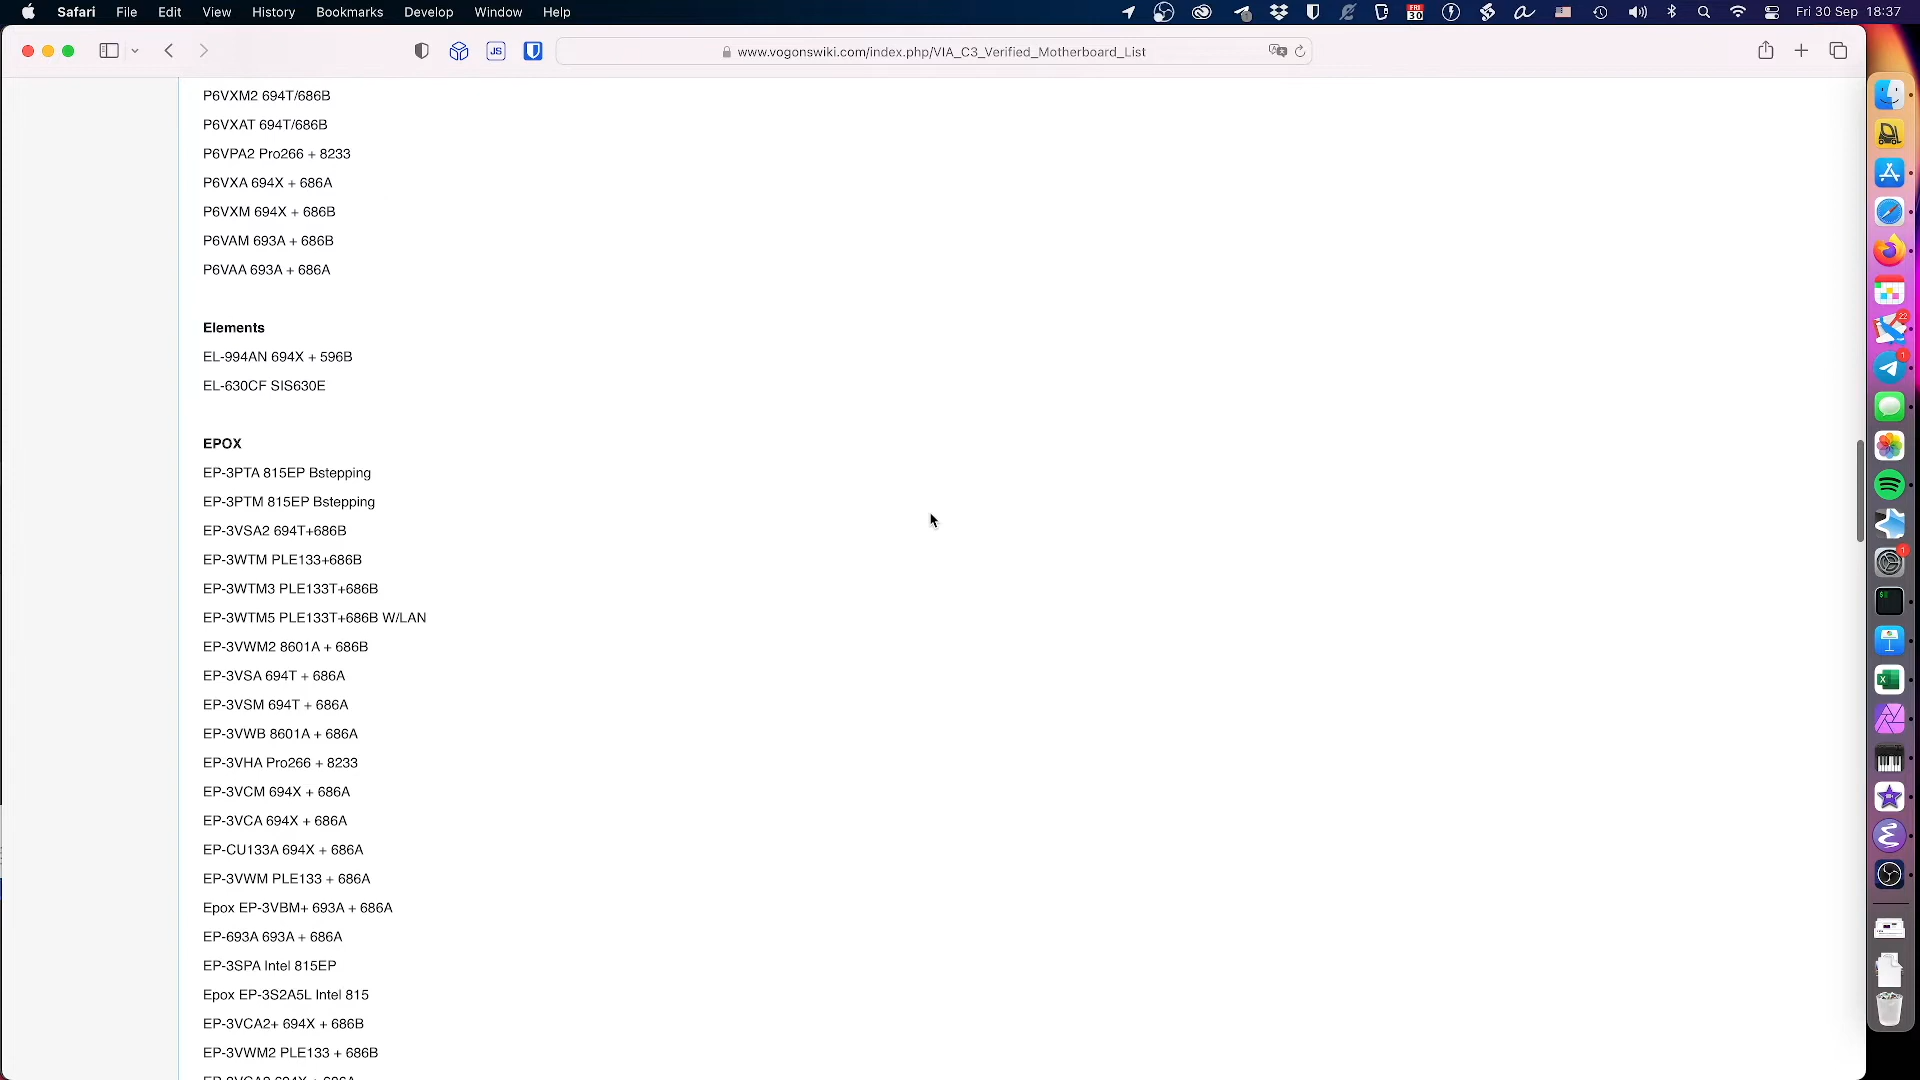 Safari File Edit View History Bookmarks Develop Window Help FRI 30 Fri 30 Sep 18:37
JS www.vogonswiki.com/index.php/VIA_C3_Verified_Motherboard_List
P6VXM2 694T/686B
P6VXAT 694T/686B
P6VPA2 Pro266 + 8233
P6VXA 694X + 686A
P6VXM 694X + 686B
P6VAM 693A + 686B
P6VAA 693A + 686A
Elements
EL-994AN 694X + 596B
EL-630CF SIS630E
EPOX
EP-3PTA 815EP Bstepping
EP-3PTM 815EP Bstepping
EP-3VSA2 694T+686B
EP-3WTM PLE133+686B
EP-3WTM3 PLE133T+686B
EP-3WTM5 PLE133T+686B W/LAN
EP-3VWM2 8601A + 686B
EP-3VSA 694T + 686A
EP-3VSM 694T + 686A
EP-3VWB 8601A + 686A
EP-3VHA Pro266 + 8233
EP-3VCM 694X + 686A
EP-3VCA 694X + 686A
EP-CU133A 694X + 686A
EP-3VWM PLE133 + 686A
Epox EP-3VBM+ 693A + 686A
EP-693A 693A + 686A
EP-3SPA Intel 815EP
Epox EP-3S2A5L Intel 815
EP-3VCA2+ 694X + 686B
EP-3VWM2 PLE133 + 686B
22
1
1